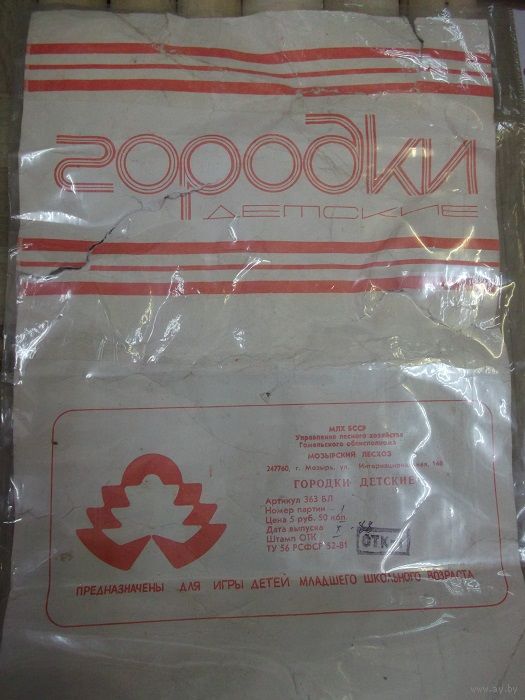 городки
детские
МЛХ БССР
Управление лесного хозяйства
Гомельского облисполкома
МОЗЫРСКИЙ ЛЕСХОЗ
247760, г. Мозырь, ул. Интернациональная, 168
ГОРОДКИ ДЕТСКИЕ
Артикул 363 БЛ
Номер партии 1
Цена 5 руб. 50 коп.
Дата выпуска
Штамп ОТК
ОТК
ТУ 56 РСФСР 52-81
ПРЕДНАЗНАЧЕНЫ ДЛЯ ИГРЫ ДЕТЕЙ МЛАДШЕГО ШКОЛЬНОГО ВОЗРАСТА
www.ay.by